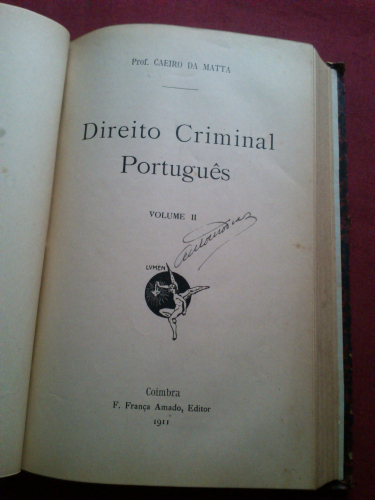 Prof. CAEIRO DA MATTA
Direito Criminal
Português
VOLUME II
LVMEN
Coimbra
F. França Amado, Editor
1911